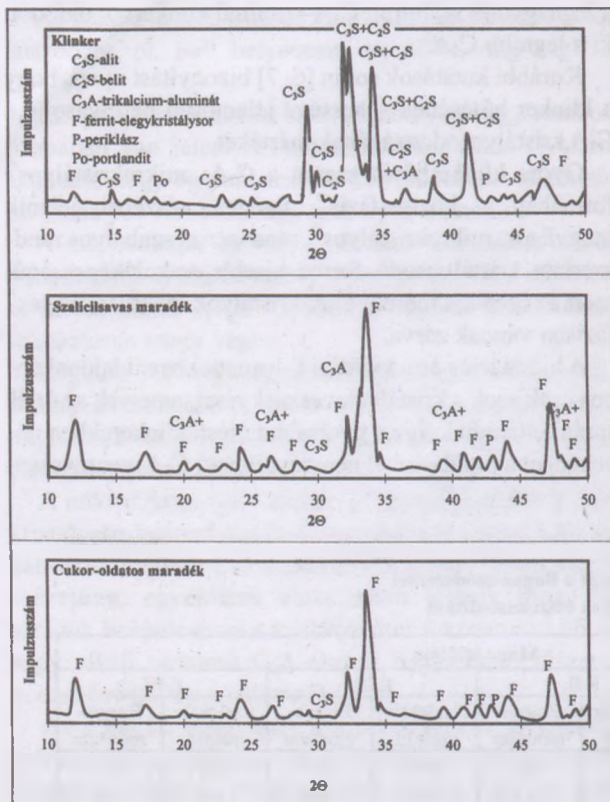 Klinker
C₃S-alit
C₂S-belit
C₃A-trikalcium-aluminát
F-ferrit-elegykristálysor
P-periklész
Po-portlandit
Impulzusszám
C₃S
F
Po
C₃S
C₃S
C₃S
C₃S+C₂S
C₃S+C₂S
C₃S+C₂S
C₃S+C₂S
F+C₃A
C₃S
C₃S+C₂S
F
C₃S
C₃S
F
10 15 20 25 30 35 40 45 50
2Θ
Szalicilsavas maradék
Impulzusszám
F
F
C₃A+
F
F
C₃A+
F
C₃S
F
C₃A
F
F
F
C₃A+
F
F
P
F
F
C₃A+
F
F
F
10 15 20 25 30 35 40 45 50
2Θ
Cukor-oldatos maradék
Impulzusszám
F
F
F
F
F
F
C₃S
F
F
F
F
F
F
P
F
F
F
10 15 20 25 30 35 40 45 50
2Θ